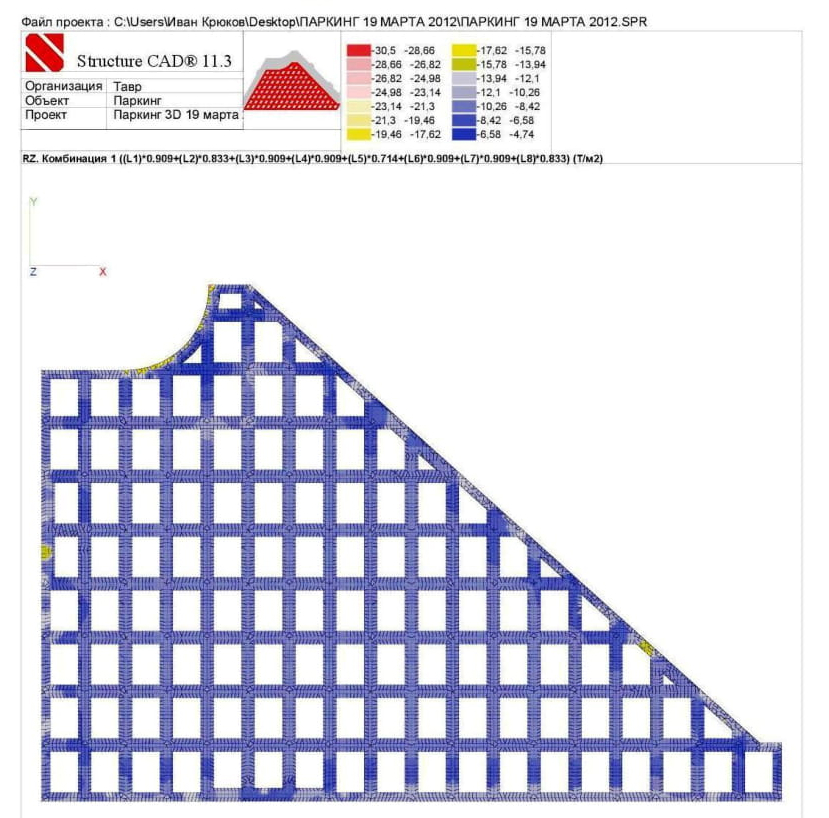 Файл проекта : C:\Users\Иван Крюков\Desktop\ПАРКИНГ 19 МАРТА 2012\ПАРКИНГ 19 МАРТА 2012.SPR
Structure CAD® 11.3
Организация Тавр
Объект Паркинг
Проект Паркинг 3D 19 марта
-30,5 -28,66
-28,66 -26,82
-26,82 -24,98
-24,98 -23,14
-23,14 -21,3
-21,3 -19,46
-19,46 -17,62
-17,62 -15,78
-15,78 -13,94
-13,94 -12,1
-12,1 -10,26
-10,26 -8,42
-8,42 -6,58
-6,58 -4,74
RZ. Комбинация 1 ((L1)*0.909+(L2)*0.833+(L3)*0.909+(L4)*0.909+(L5)*0.714+(L6)*0.909+(L7)*0.909+(L8)*0.833) (Т/м2)
Y
Z X